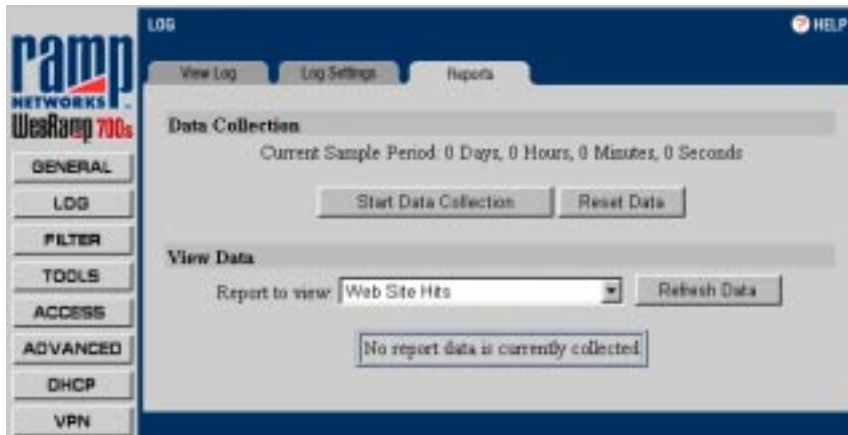 LOG
HELP
ramp
NETWORKS
WebRamp 700s
View Log
Log Settings
Reports
GENERAL
LOG
FILTER
TOOLS
ACCESS
ADVANCED
DHCP
VPN
Data Collection
Current Sample Period: 0 Days, 0 Hours, 0 Minutes, 0 Seconds
Start Data Collection
Reset Data
View Data
Report to view: Web Site Hits
Refresh Data
No report data is currently collected